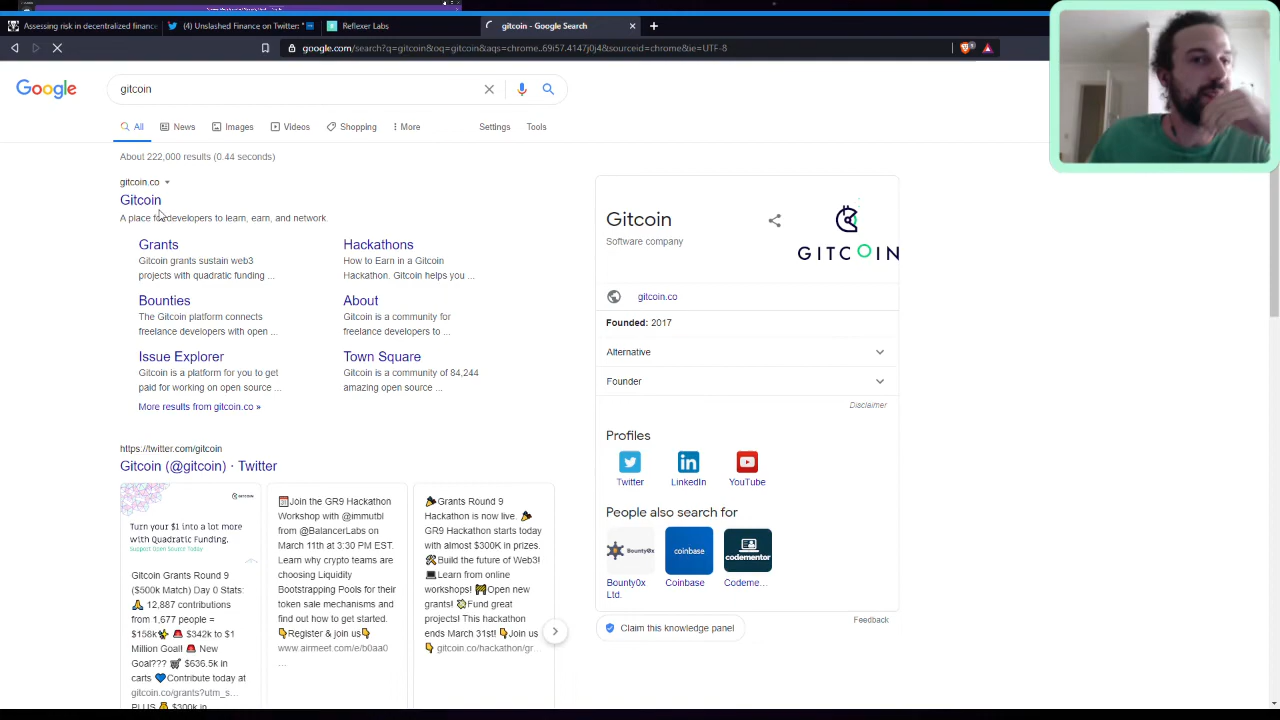 Assessing risk in decentralized finance
(4) Unslashed Finance on Twitter: "
Reflexer Labs
gitcoin - Google Search
google.com/search?q=gitcoin&oq=gitcoin&aqs=chrome..69i57.4147j0j4&sourceid=chrome&ie=UTF-8
Google
gitcoin
All
News
Images
Videos
Shopping
More
Settings
Tools
About 222,000 results (0.44 seconds)
gitcoin.co
Gitcoin
A place for developers to learn, earn, and network.
Grants
Gitcoin grants sustain web3
projects with quadratic funding ...
Hackathons
How to Earn in a Gitcoin
Hackathon. Gitcoin helps you ...
Bounties
The Gitcoin platform connects
freelance developers with open ...
About
Gitcoin is a community for
freelance developers to ...
Issue Explorer
Gitcoin is a platform for you to get
paid for working on open source ...
Town Square
Gitcoin is a community of 84,244
amazing open source ...
More results from gitcoin.co »
https://twitter.com/gitcoin
Gitcoin (@gitcoin) · Twitter
GITCOIN
Turn your $1 into a lot more
with Quadratic Funding.
Support Open Source Today
Gitcoin Grants Round 9
($500k Match) Day 0 Stats:
12,887 contributions
from 1,677 people =
$158k $342k to $1
Million Goal! New
Goal??? $636.5k in
carts Contribute today at
gitcoin.co/grants?utm_s...
PLUS $300k in
Join the GR9 Hackathon
Workshop with @immutbl
from @BalancerLabs on
March 11th at 3:30 PM EST.
Learn why crypto teams are
choosing Liquidity
Bootstrapping Pools for their
token sale mechanisms and
find out how to get started.
Register & join us
www.airmeet.com/e/b0aa0
...
Grants Round 9
Hackathon is now live.
GR9 Hackathon starts today
with almost $300K in prizes.
Build the future of Web3!
Learn from online
workshops! Open new
grants! Fund great
projects! This hackathon
ends March 31st! Join us
gitcoin.co/hackathon/gr...
Gitcoin
Software company
GITCOIN
gitcoin.co
Founded: 2017
Alternative
Founder
Disclaimer
Profiles
Twitter
LinkedIn
YouTube
People also search for
Bounty0x
coinbase
codementor
Bounty0x
Ltd.
Coinbase
Codeme...
Feedback
Claim this knowledge panel